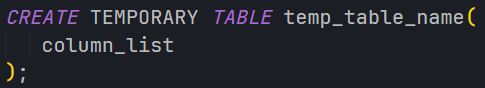 CREATE TEMPORARY TABLE temp_table_name(
    column_list
);